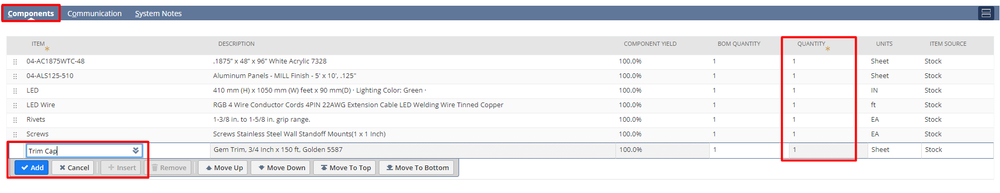 Components Communication System Notes
ITEM DESCRIPTION COMPONENT YIELD BOM QUANTITY QUANTITY UNITS ITEM SOURCE
04-AC1875WTC-48 .1875” x 48” x 96” White Acrylic 7328 100.0% 1 1 Sheet Stock
04-ALS125-510 Aluminum Panels - MILL Finish - 5' x 10', .125" 100.0% 1 1 Sheet Stock
LED 410 mm (H) x 1050 mm (W) feet x 90 mm(D) · Lighting Color: Green · 100.0% 1 1 IN Stock
LED Wire RGB 4 Wire Conductor Cords 4PIN 22AWG Extension Cable LED Welding Wire Tinned Copper 100.0% 1 1 ft Stock
Rivets 1-3/8 in. to 1-5/8 in. grip range. 100.0% 1 1 EA Stock
Screws Screws Stainless Steel Wall Standoff Mounts(1 x 1 Inch) 100.0% 1 1 EA Stock
Trim Cap Gem Trim, 3/4 Inch x 150 ft, Golden 5587 100.0% 1 1 Sheet Stock
Add Cancel Insert Remove Move Up Move Down Move To Top Move To Bottom